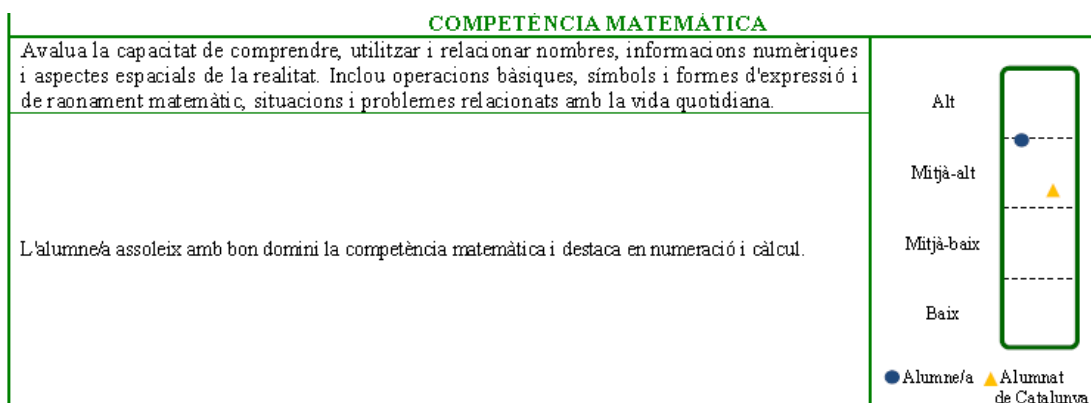 COMPETÈNCIA MATEMÀTICA
Avalua la capacitat de comprendre, utilitzar i relacionar nombres, informacions numèriques
i aspectes espacials de la realitat. Inclou operacions bàsiques, símbols i formes d'expressió i
de raonament matemàtic, situacions i problemes relacionats amb la vida quotidiana.
L'alumne/a assoleix amb bon domini la competència matemàtica i destaca en numeració i càlcul.
Alt
Mitjà-alt
Mitjà-baix
Baix
Alumne/a
Alumnat
de Catalunya